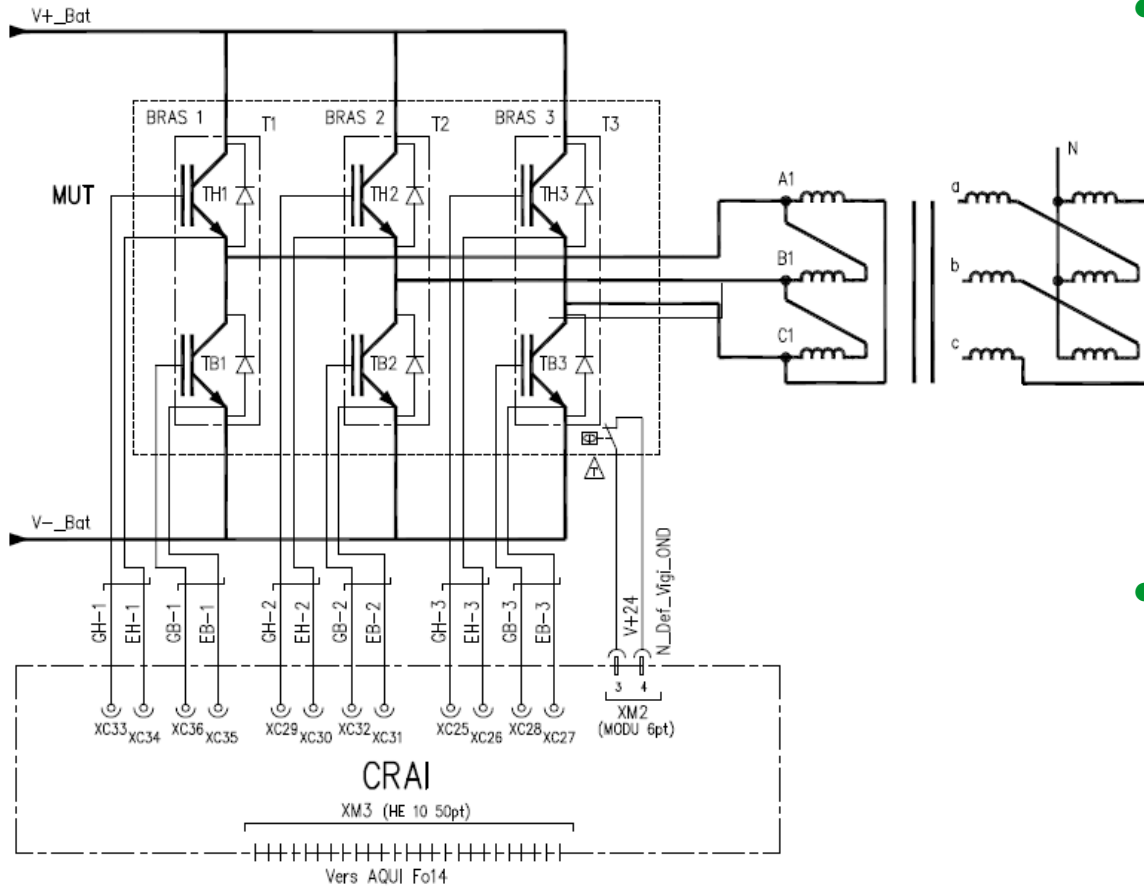 V+_Bat
BRAS 1
T1
BRAS 2
T2
BRAS 3
T3
N
MUT
TH1
TH2
TH3
A1
a
B1
b
C1
c
TB1
TB2
TB3
T
V-_Bat
GH-1
EH-1
GB-1
EB-1
GH-2
EH-2
GB-2
EB-2
GH-3
EH-3
GB-3
EB-3
V+24
N_Def_Vigi_OND
3
4
XC33
XC34
XC36
XC35
XC29
XC30
XC32
XC31
XC25
XC26
XC28
XC27
XM2
(MODU 6pt)
CRAI
XM3 (HE 10 50pt)
Vers AQUI Fo14